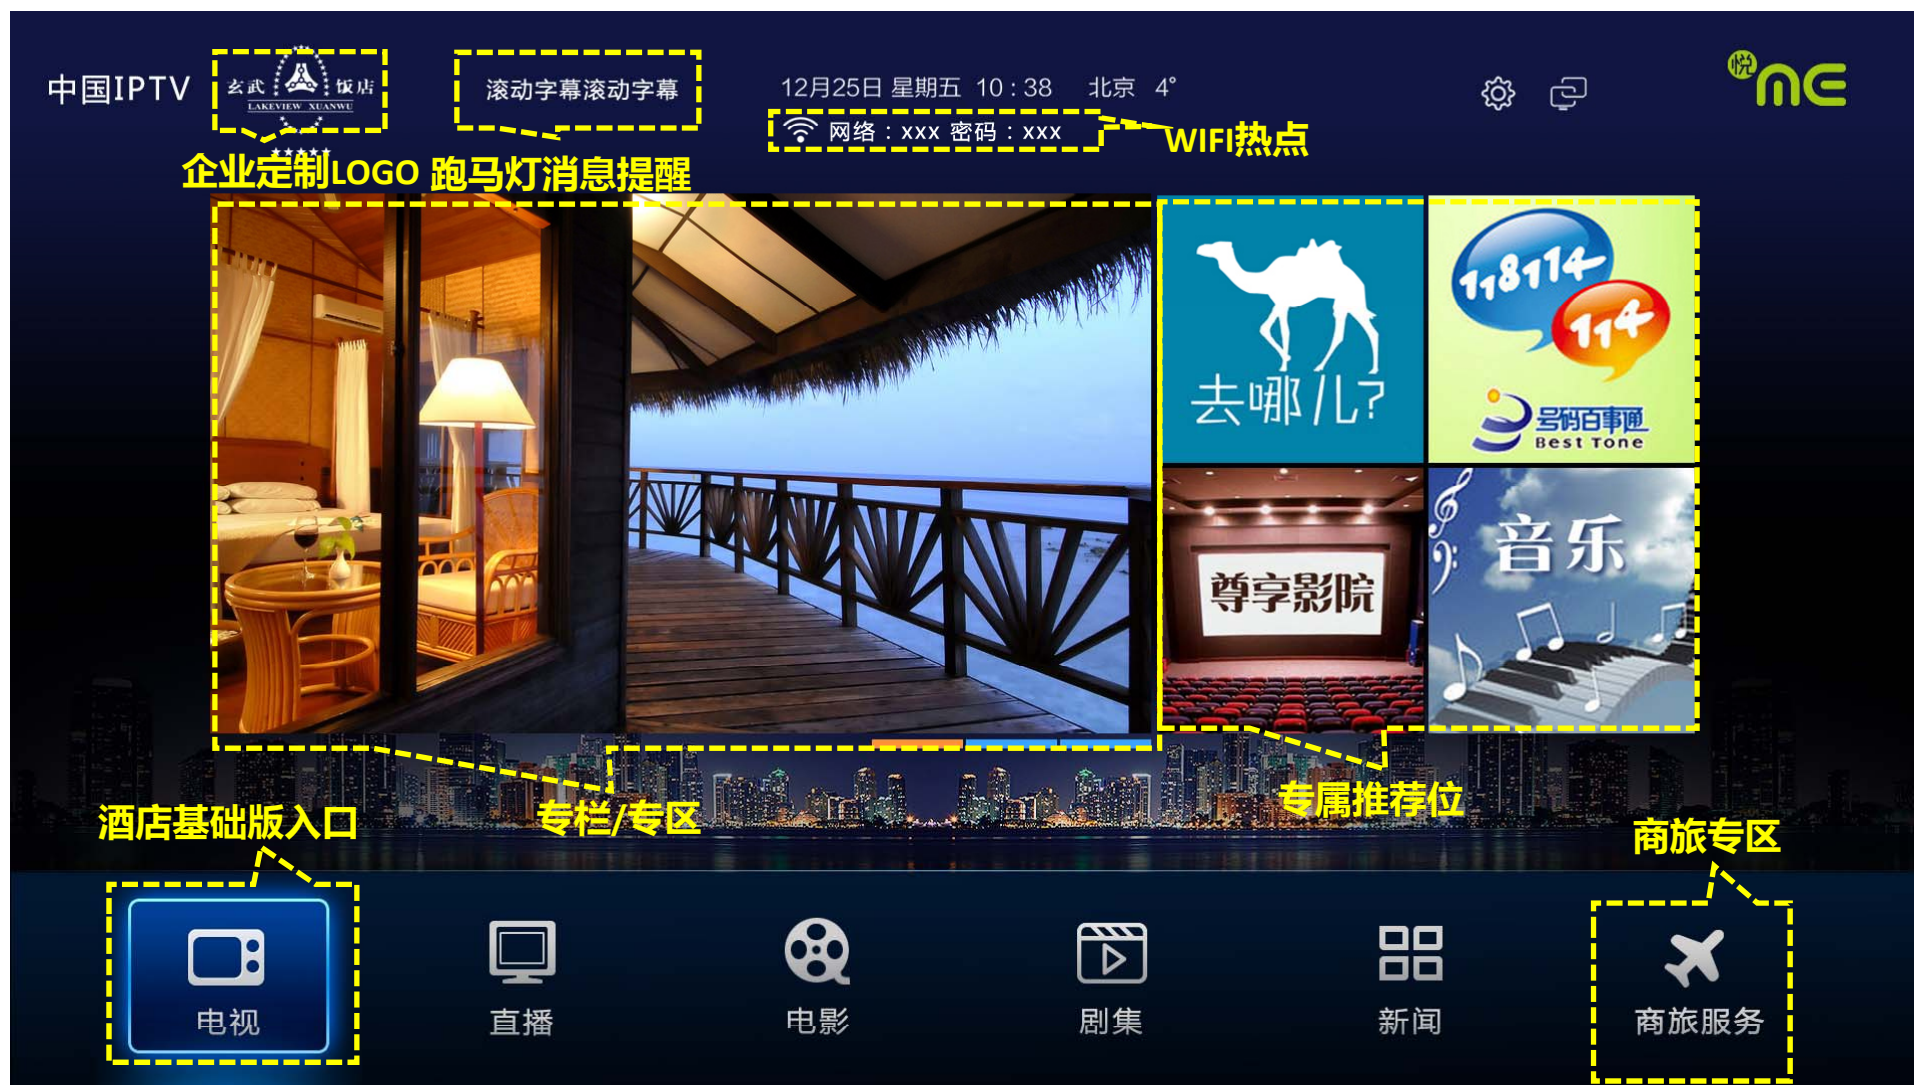 中国IPTV
玄武饭店
LAKEVIEW XUANWU
滚动字幕滚动字幕
12月25日 星期五 10 : 38 北京 4°
网络：xxx 密码：xxx
WIFI热点
悦me
企业定制LOGO
跑马灯消息提醒
去哪儿?
118114
114
号码百事通
Best Tone
尊享影院
音乐
专栏/专区
专属推荐位
酒店基础版入口
商旅专区
电视
直播
电影
剧集
新闻
商旅服务